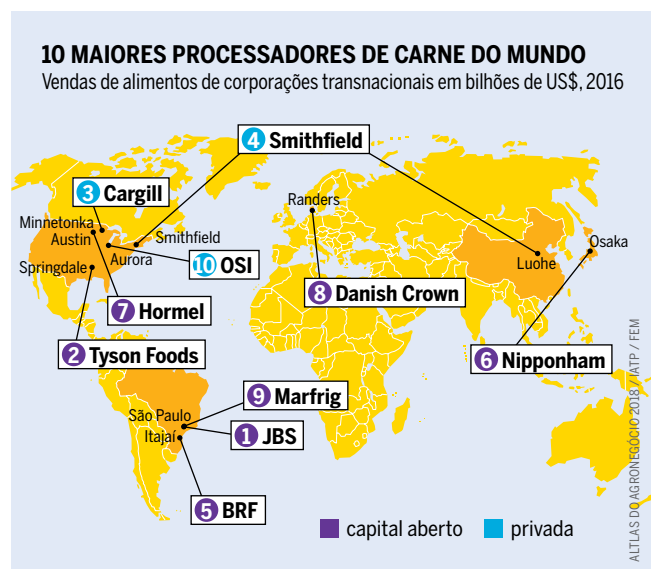 10 MAIORES PROCESSADORES DE CARNE DO MUNDO
Vendas de alimentos de corporações transnacionais em bilhões de US$, 2016
4 Smithfield
3 Cargill
Randers
Minnetonka
Austin
Smithfield
Osaka
Aurora
Luohe
Springdale
10 OSI
8 Danish Crown
7 Hormel
2 Tyson Foods
6 Nipponham
9 Marfrig
São Paulo
1 JBS
Itajaí
5 BRF
capital aberto
privada
ALTLAS DO AGRONEGÓCIO 2018 / IATP / FEM